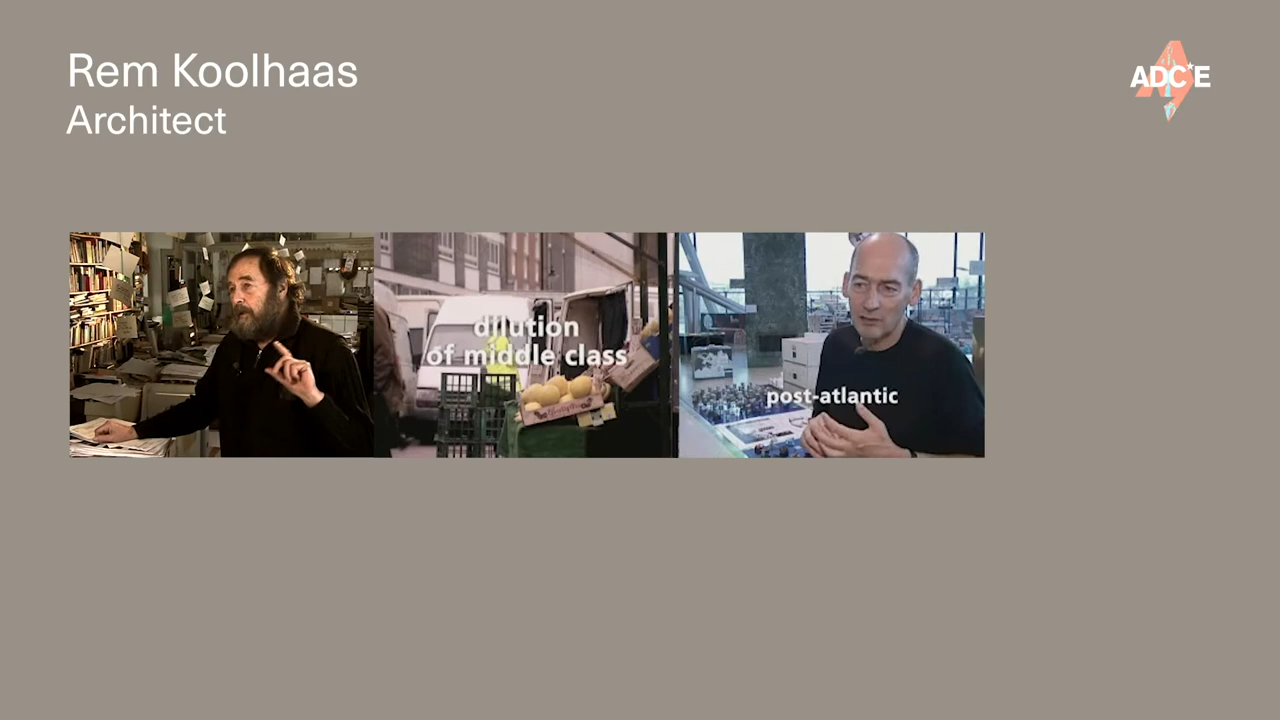 Rem Koolhaas
Architect
ADC*E
dilution
of middle class
post-atlantic